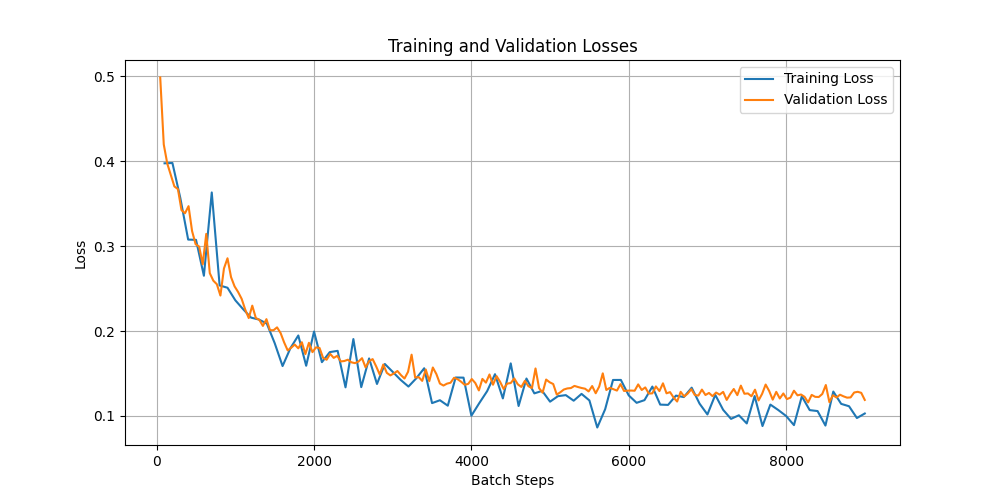 Training and Validation Losses
Training Loss
Validation Loss
Loss
0.5
0.4
0.3
0.2
0.1
0
2000
4000
6000
8000
Batch Steps